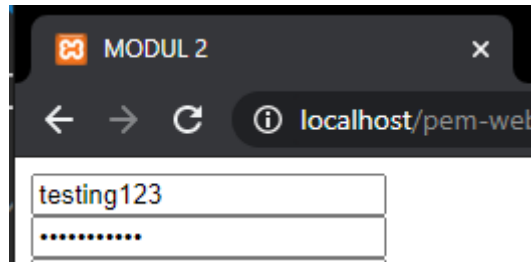 MODUL 2
localhost/pem-web
testing123
•••••••••••